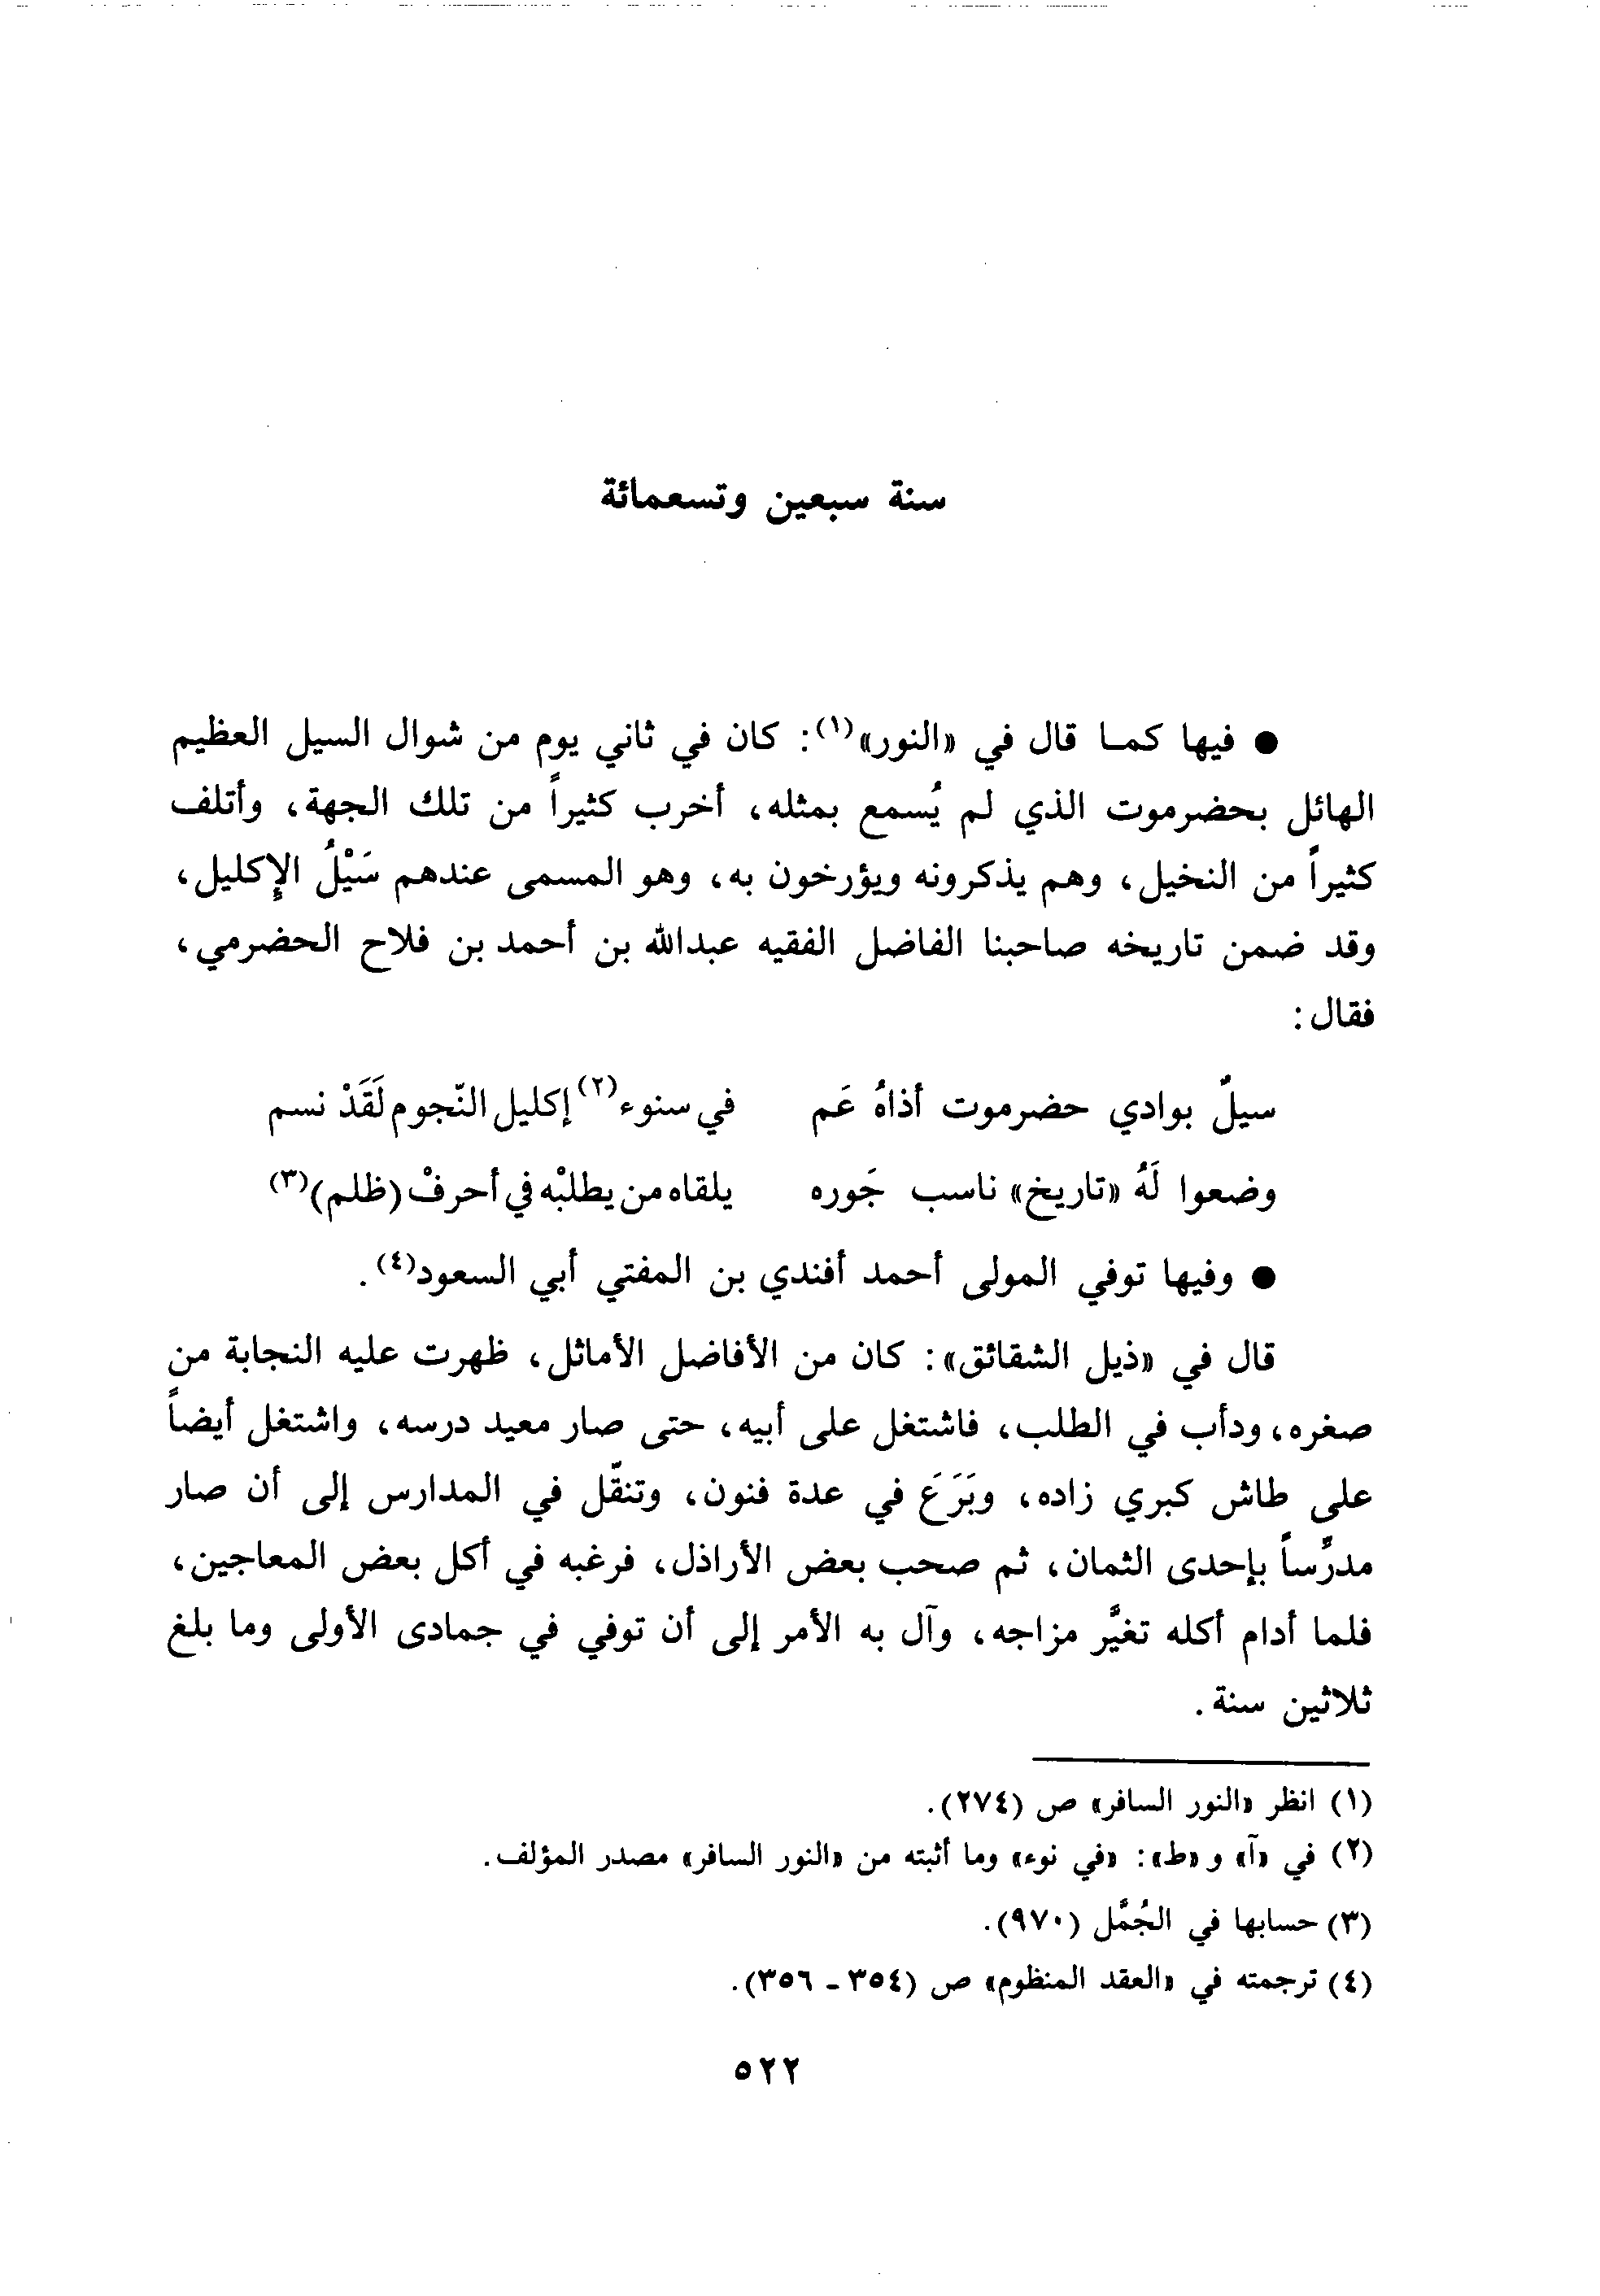 سنة سبعين وتسعمائة
● فيها كمـا قال في «النور»(١): كان في ثاني يوم من شوال السيل العظيم
الهائل بحضرموت الذي لم يُسمع بمثله، أخرب كثيراً من تلك الجهة، وأتلف
كثيراً من النخيل، وهم يذكرونه ويؤرخون به، وهو المسمى عندهم سَيْلُ الإكليل،
وقد ضمن تاريخه صاحبنا الفاضل الفقيه عبدالله بن أحمد بن فلاح الحضرمي،
فقال:
سيلٌ بوادي حضرموت أذاهُ عَم في سنوء(٢) إكليل النّجوم لَقَدْ نسم
وضعوا لَهُ «تاريخ» ناسب جَوره يلقاه من يطلبْه في أحرفْ (ظلم)(٣)
● وفيها توفي المولى أحمد أفندي بن المفتي أبي السعود(٤).
قال في «ذيل الشقائق»: كان من الأفاضل الأماثل، ظهرت عليه النجابة من
صغره، ودأب في الطلب، فاشتغل على أبيه، حتى صار معيد درسه، واشتغل أيضاً
على طاش كبري زاده، وبَرَعَ في عدة فنون، وتنقّل في المدارس إلى أن صار
مدرِّساً بإحدى الثمان، ثم صحب بعض الأراذل، فرغبه في أكل بعض المعاجين،
فلما أدام أكله تغيَّر مزاجه، وآل به الأمر إلى أن توفي في جمادى الأولى وما بلغ
ثلاثين سنة.
(١) انظر «النور السافر» ص (٢٧٤).
(٢) في «آ» و«ط»: «في نوء» وما أثبته من «النور السافر» مصدر المؤلف.
(٣) حسابها في الجُمَّل (٩٧٠).
(٤) ترجمته في «العقد المنظوم» ص (٣٥٤ - ٣٥٦).
٥٢٢